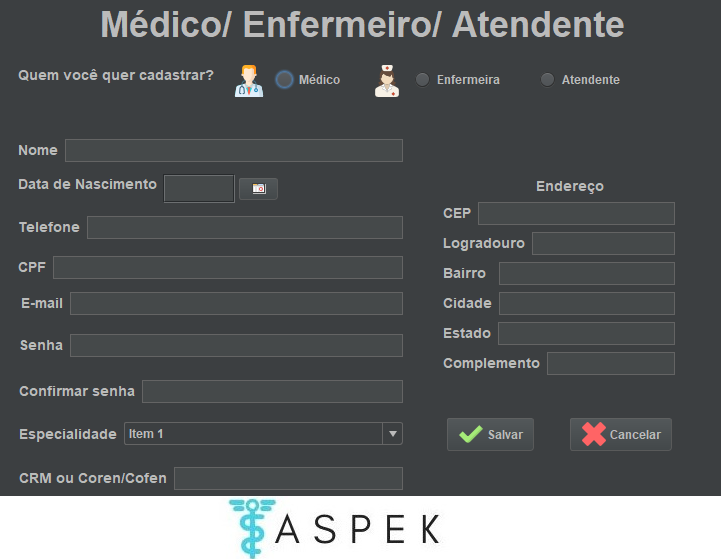 Médico/ Enfermeiro/ Atendente
Quem você quer cadastrar?
Médico
Enfermeira
Atendente
Nome
Data de Nascimento
Telefone
CPF
E-mail
Senha
Confirmar senha
Especialidade
Item 1
CRM ou Coren/Cofen
Endereço
CEP
Logradouro
Bairro
Cidade
Estado
Complemento
Salvar
Cancelar
ASPEK